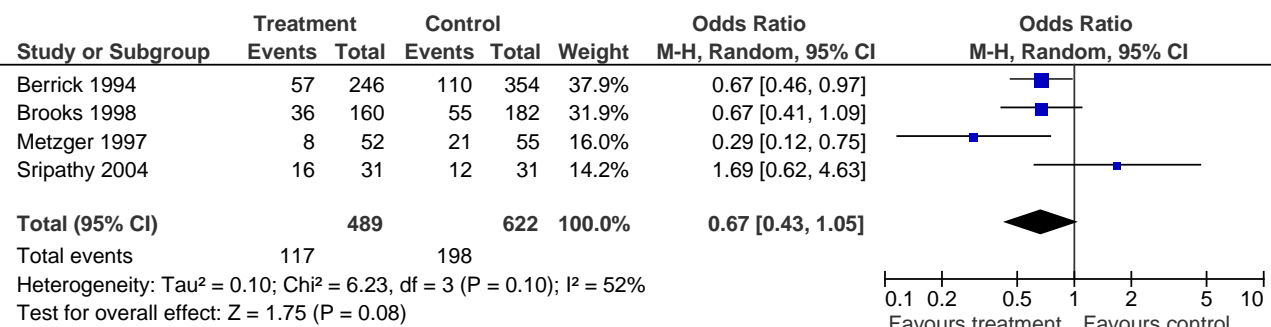 Treatment Control Odds Ratio Odds Ratio
Study or Subgroup Events Total Events Total Weight M-H, Random, 95% CI M-H, Random, 95% CI
Berrick 1994 57 246 110 354 37.9% 0.67 [0.46, 0.97]
Brooks 1998 36 160 55 182 31.9% 0.67 [0.41, 1.09]
Metzger 1997 8 52 21 55 16.0% 0.29 [0.12, 0.75]
Sripathy 2004 16 31 12 31 14.2% 1.69 [0.62, 4.63]
Total (95% CI) 489 622 100.0% 0.67 [0.43, 1.05]
Total events 117 198
Heterogeneity: Tau² = 0.10; Chi² = 6.23, df = 3 (P = 0.10); I² = 52%
Test for overall effect: Z = 1.75 (P = 0.08)
0.1 0.2 0.5 1 2 5 10
Favours treatment Favours control